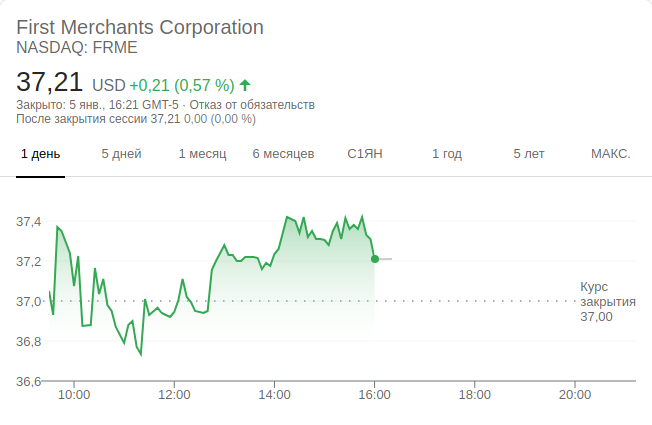 First Merchants Corporation
NASDAQ: FRME
37,21 USD +0,21 (0,57 %)
Закрыто: 5 янв., 16:21 GMT-5 · Отказ от обязательств
После закрытия сессии 37,21 0,00 (0,00 %)
1 день 5 дней 1 месяц 6 месяцев С1ЯН 1 год 5 лет МАКС.
37,4
37,2
37,0
36,8
36,6
Курс
закрытия
37,00
10:00 12:00 14:00 16:00 18:00 20:00